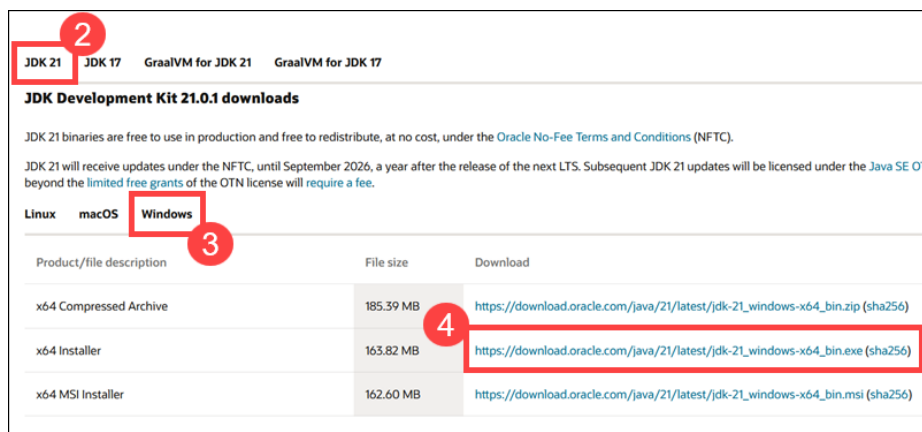 2
JDK 21 JDK 17 GraalVM for JDK 21 GraalVM for JDK 17
JDK Development Kit 21.0.1 downloads
JDK 21 binaries are free to use in production and free to redistribute, at no cost, under the Oracle No-Fee Terms and Conditions (NFTC).
JDK 21 will receive updates under the NFTC, until September 2026, a year after the release of the next LTS. Subsequent JDK 21 updates will be licensed under the Java SE OT
beyond the limited free grants of the OTN license will require a fee.
Linux macOS Windows
3
Product/file description File size Download
x64 Compressed Archive 185.39 MB https://download.oracle.com/java/21/latest/jdk-21_windows-x64_bin.zip (sha256)
4
x64 Installer 163.82 MB https://download.oracle.com/java/21/latest/jdk-21_windows-x64_bin.exe (sha256)
x64 MSI Installer 162.60 MB https://download.oracle.com/java/21/latest/jdk-21_windows-x64_bin.msi (sha256)